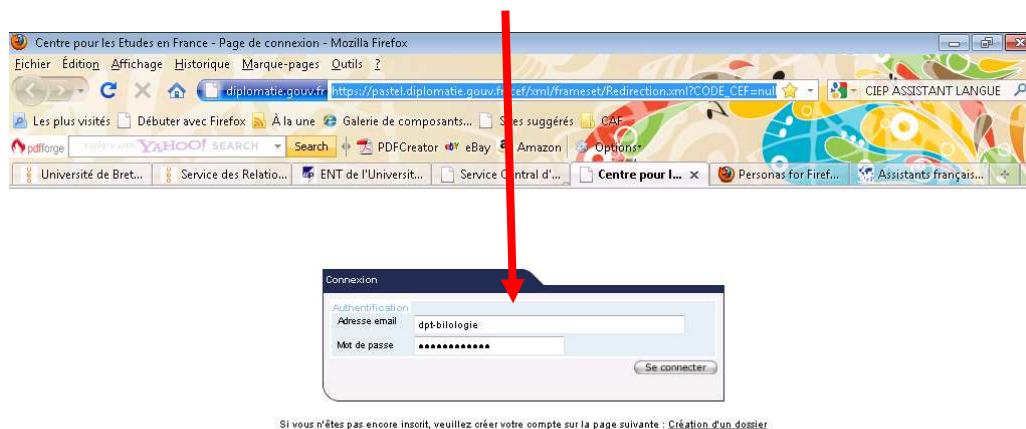 Centre pour les Etudes en France - Page de connexion - Mozilla Firefox
Eichier Édition Affichage Historique Marque-pages Outils ?
diplomatie.gouv.fr https://pastel.diplomatie.gouv.fr/cef/xml/frameset/Redirection.xml?CODE_CEF=null CIEP ASSISTANT LANGUE
Les plus visités Débuter avec Firefox À la une Galerie de composants... suggérés CAF
pdfforge YAHOO! SEARCH Search PDFCreator eBay Amazon Options
Université de Bret... Service des Relatio... ENT de l'Universit... Service Central d'... Centre pour l... Personas for Firef... Assistants français...
Connexion
Authentification
Adresse email dpt-bilologie
Mot de passe ••••••••••••
Se connecter
Si vous n'êtes pas encore inscrit, veuillez créer votre compte sur la page suivante : Création d'un dossier